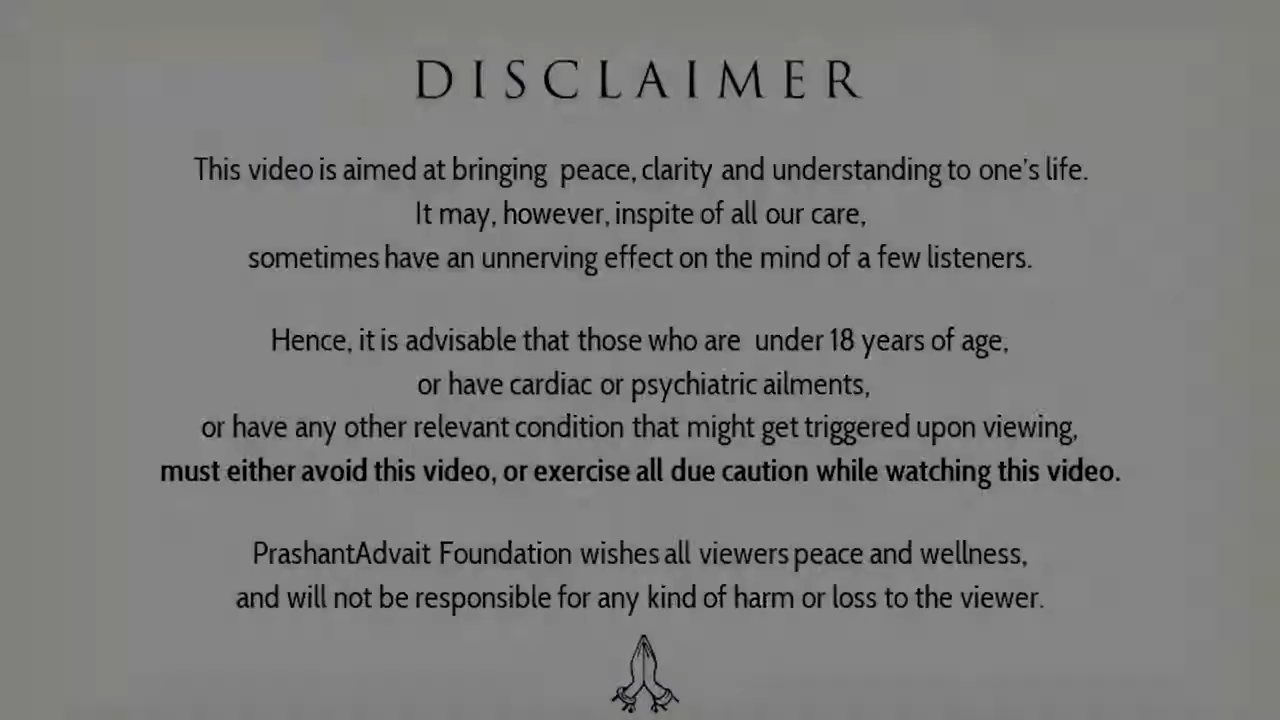 DISCLAIMER
This video is aimed at bringing peace, clarity and understanding to one's life.
It may, however, inspite of all our care,
sometimes have an unnerving effect on the mind of a few listeners.
Hence, it is advisable that those who are under 18 years of age,
or have cardiac or psychiatric ailments,
or have any other relevant condition that might get triggered upon viewing,
must either avoid this video, or exercise all due caution while watching this video.
PrashantAdvait Foundation wishes all viewers peace and wellness,
and will not be responsible for any kind of harm or loss to the viewer.